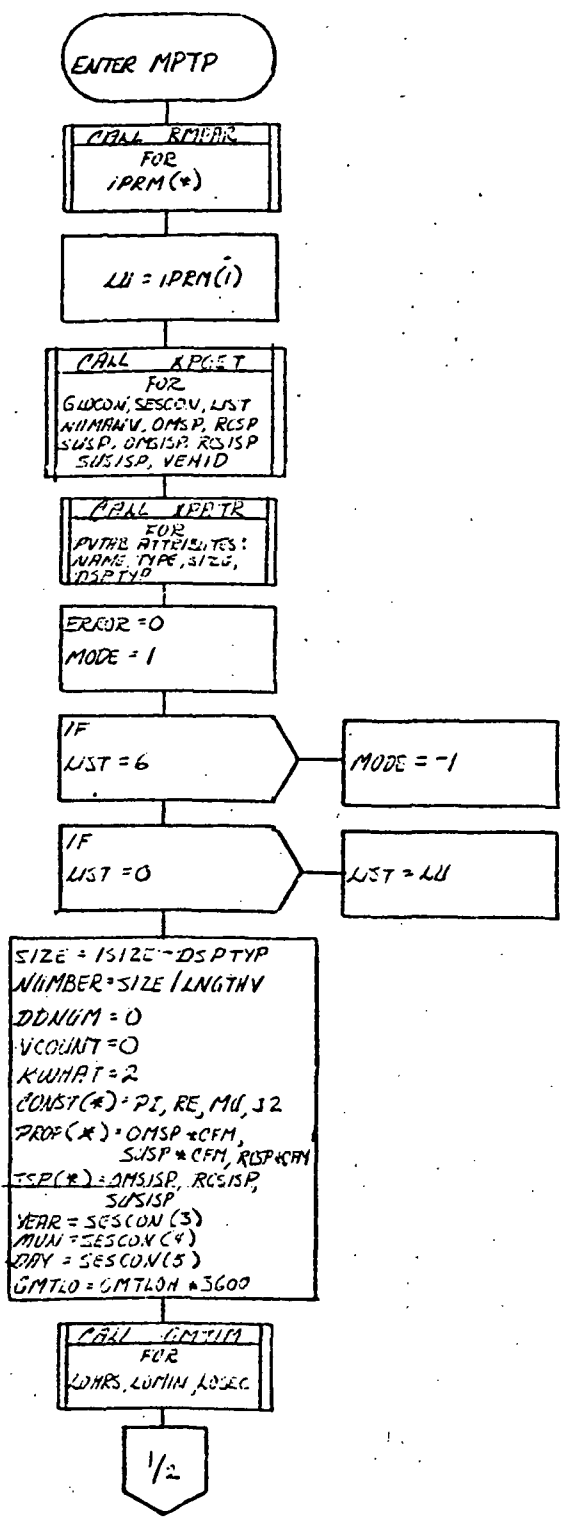 ENTER MPTP
CALL RMPAR
FOR
iPRM(*)
LU = iPRM(1)
CALL XPGET
FOR
GLOCON, SESCON, LIST
NUMANV, OMSP, RCSP
SUSP, OMSISP, RCSISP
SUSISP, VEHID
CALL
FOR
ATTRIBUTES:
NAME, TYPE, SIZE,
DSPTYP
ERROR = 0
MODE = 1
IF
LIST = 6
MODE = -1
IF
LIST = 0
LIST = LU
SIZE = ISIZE - DSPTYP
NUMBER = SIZE / LNGTHV
DDNUM = 0
VCOUNT = 0
KWHAT = 2
CONST(*) = PI, RE, MU, J2
PROP(*) = OMSP *CFM,
SUSP *CFM, RCSP *CFM
ISP(*) = OMSISP, RCSISP,
SUSISP
YEAR = SESCON(3)
MON = SESCON(4)
DAY = SESCON(5)
GMTLO = GMTLOH *3600
CALL GMTIM
FOR
LOHRS, LOMIN, LOSEC
1/2